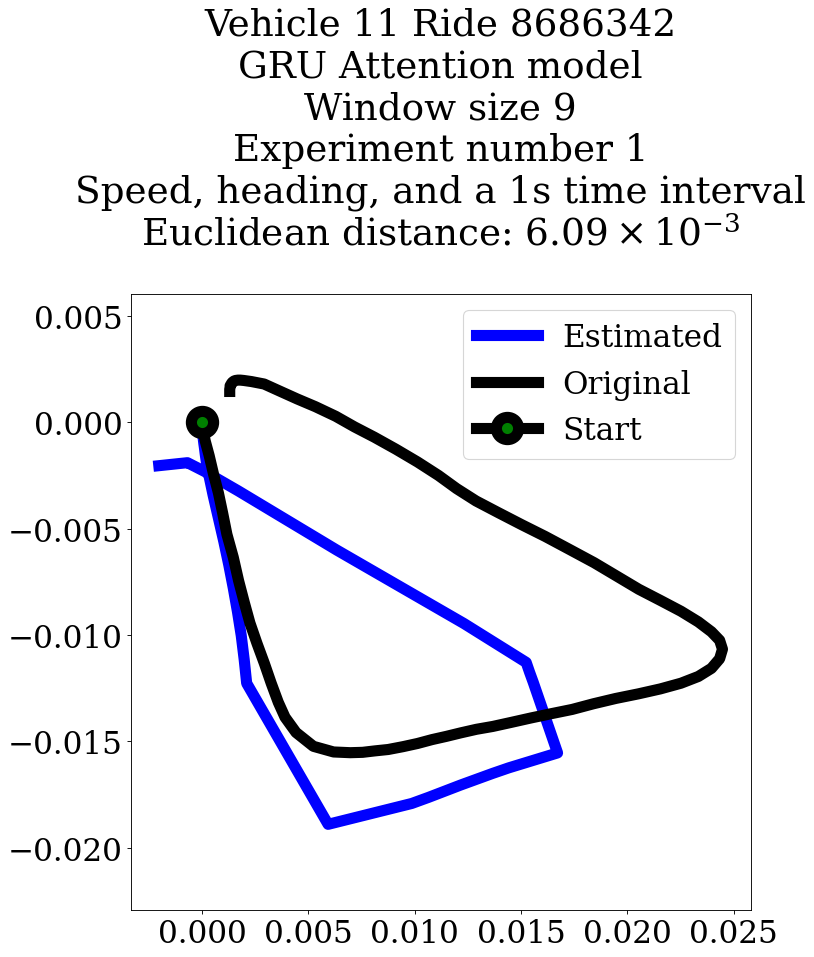 Vehicle 11 Ride 8686342
GRU Attention model
Window size 9
Experiment number 1
Speed, heading, and a 1s time interval
Euclidean distance: 6.09 × 10⁻³
Estimated
Original
Start
0.005
0.000
−0.005
−0.010
−0.015
−0.020
0.000 0.005 0.010 0.015 0.020 0.025